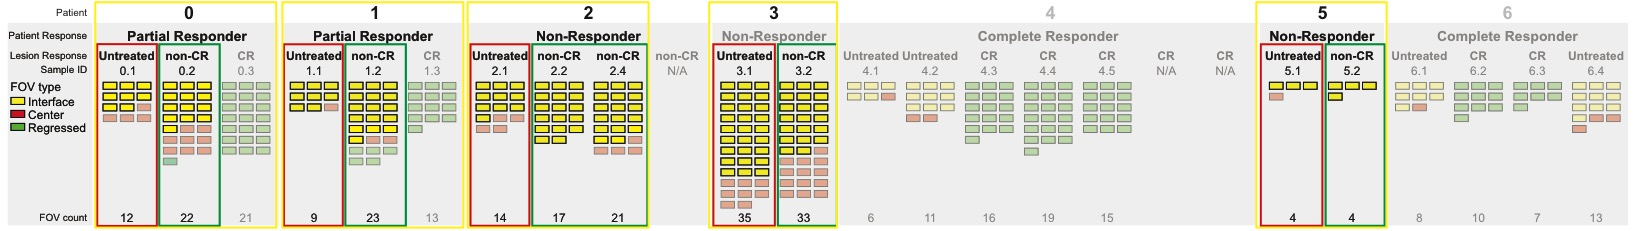 Patient 0 1 2 3 4 5 6
Patient Response Partial Responder Partial Responder Non-Responder Non-Responder Complete Responder Non-Responder Complete Responder
Lesion Response Untreated non-CR CR Untreated non-CR CR Untreated non-CR non-CR non-CR Untreated non-CR Untreated Untreated CR CR CR CR CR Untreated non-CR Untreated CR CR Untreated
Sample ID 0.1 0.2 0.3 1.1 1.2 1.3 2.1 2.2 2.4 N/A 3.1 3.2 4.1 4.2 4.3 4.4 4.5 N/A N/A 5.1 5.2 6.1 6.2 6.3 6.4
FOV type
Interface
Center
Regressed
FOV count 12 22 21 9 23 13 14 17 21 35 33 6 11 16 19 15 4 4 8 10 7 13